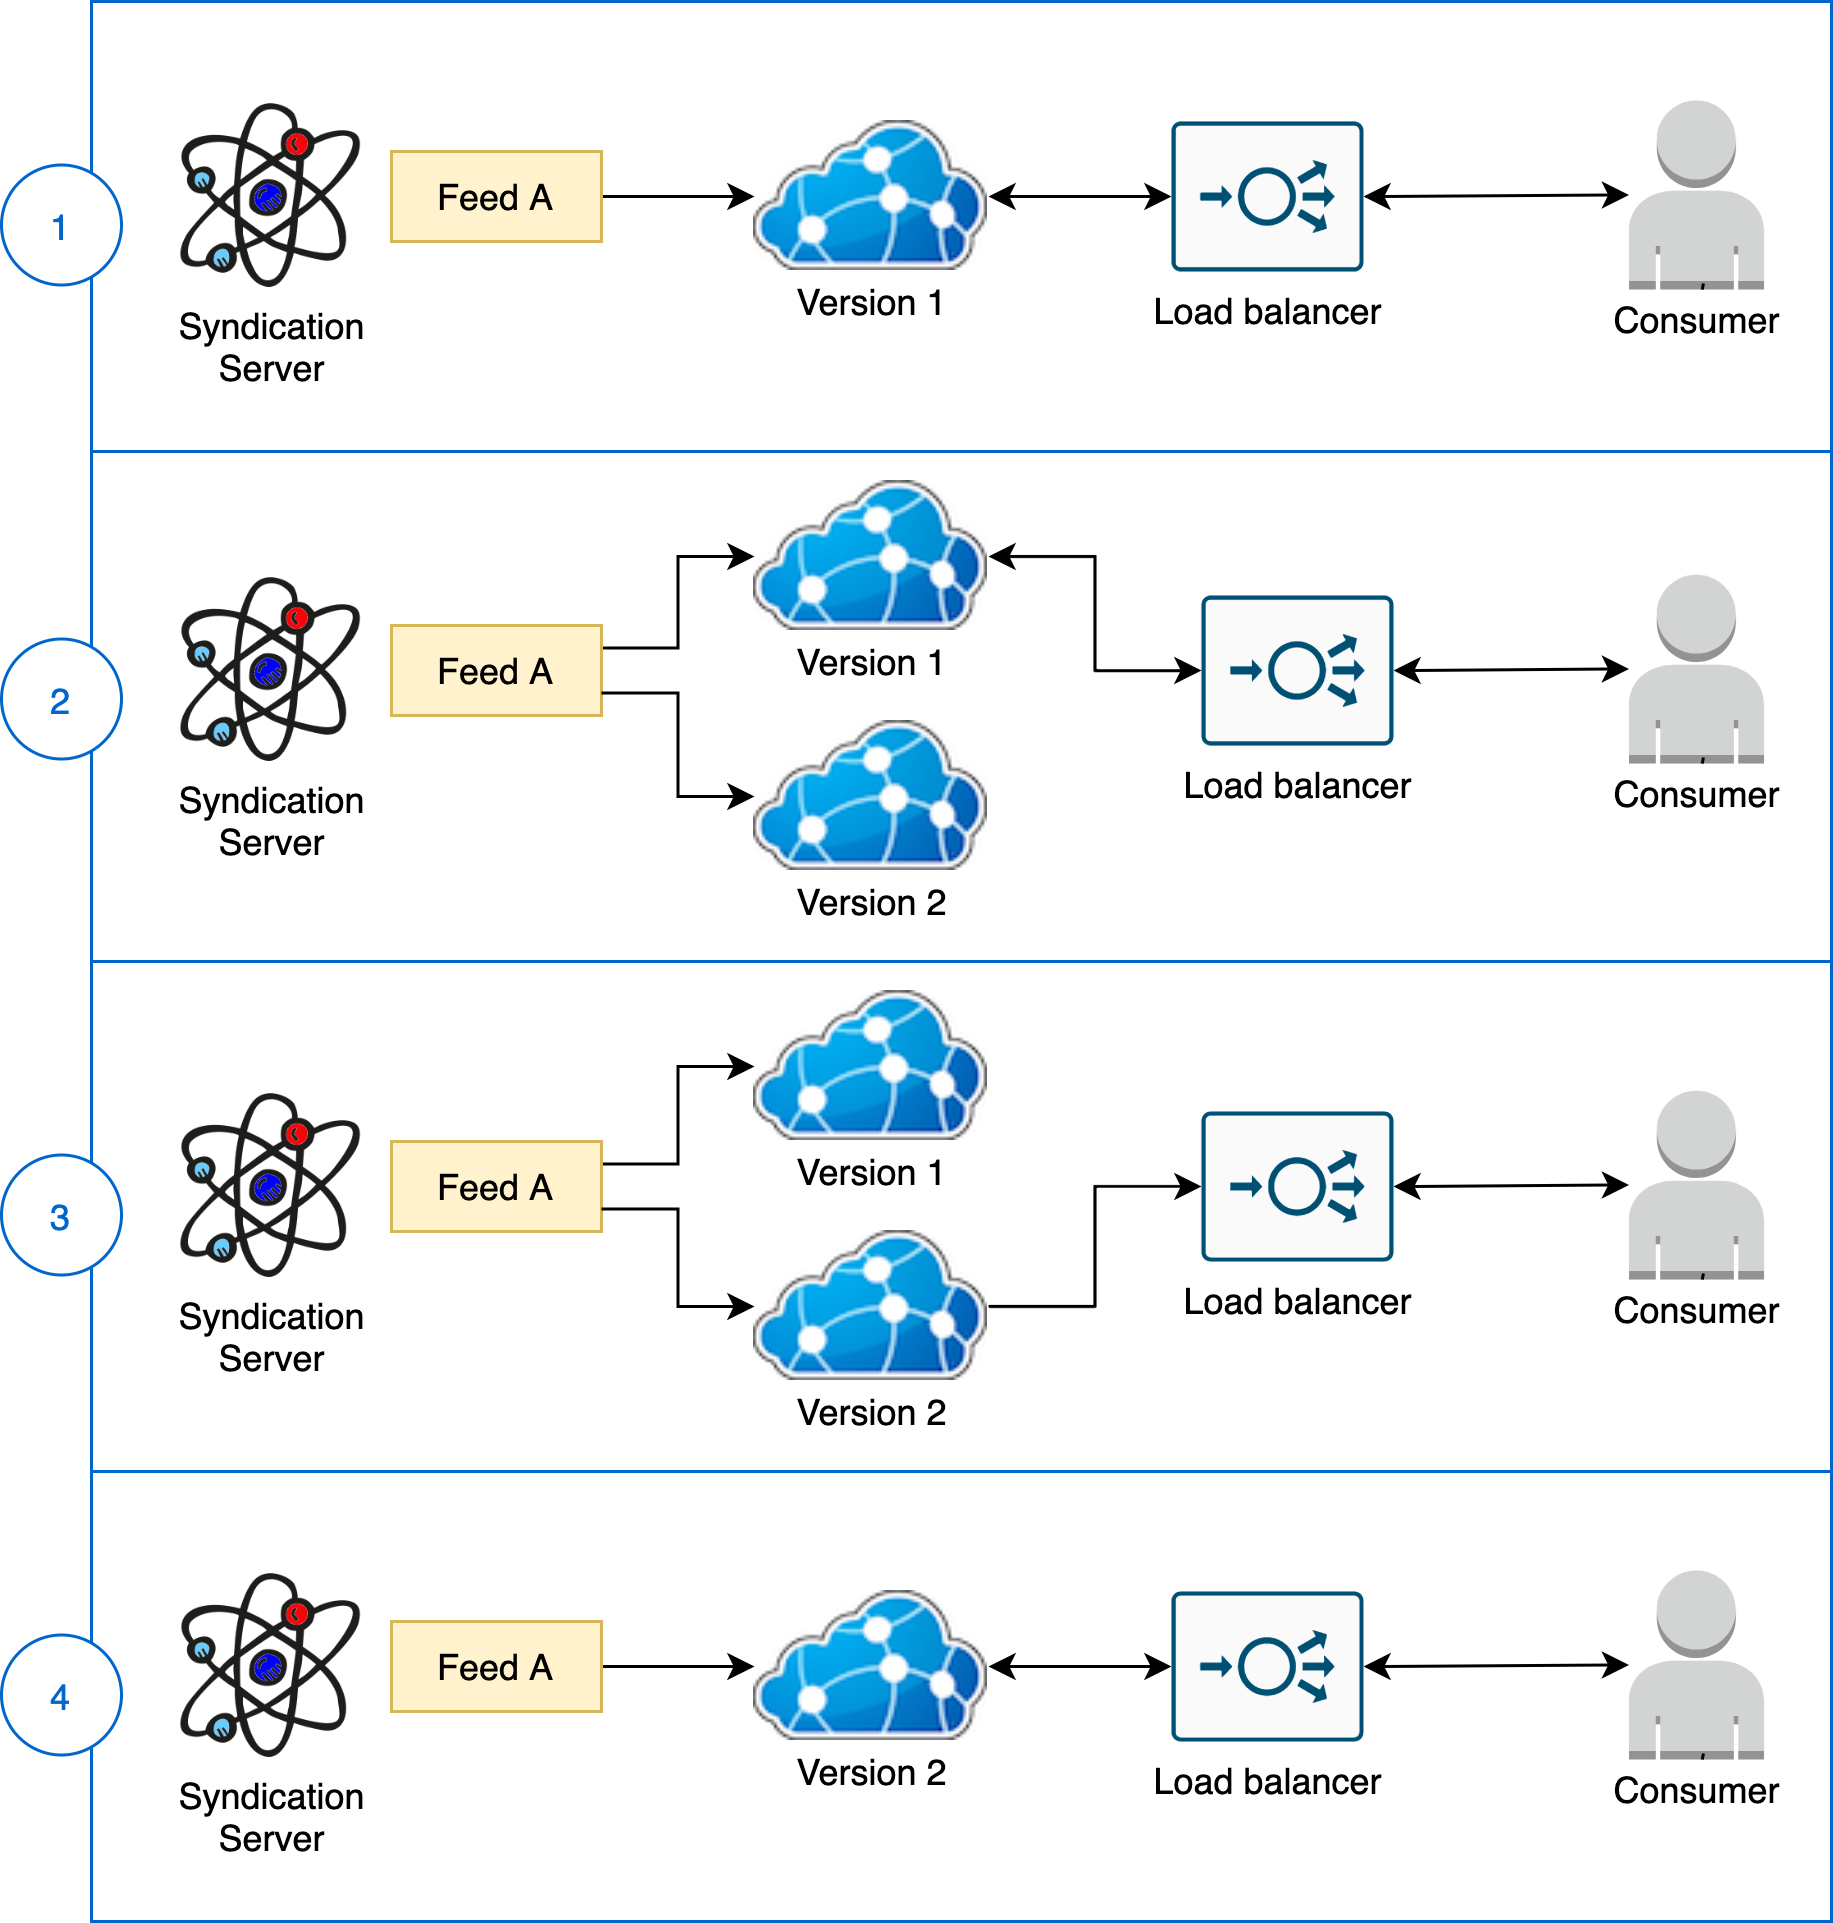 1
Feed A
Version 1
Load balancer
Consumer
Syndication
Server
2
Feed A
Version 1
Version 2
Load balancer
Consumer
Syndication
Server
3
Feed A
Version 1
Version 2
Load balancer
Consumer
Syndication
Server
4
Feed A
Version 2
Load balancer
Consumer
Syndication
Server